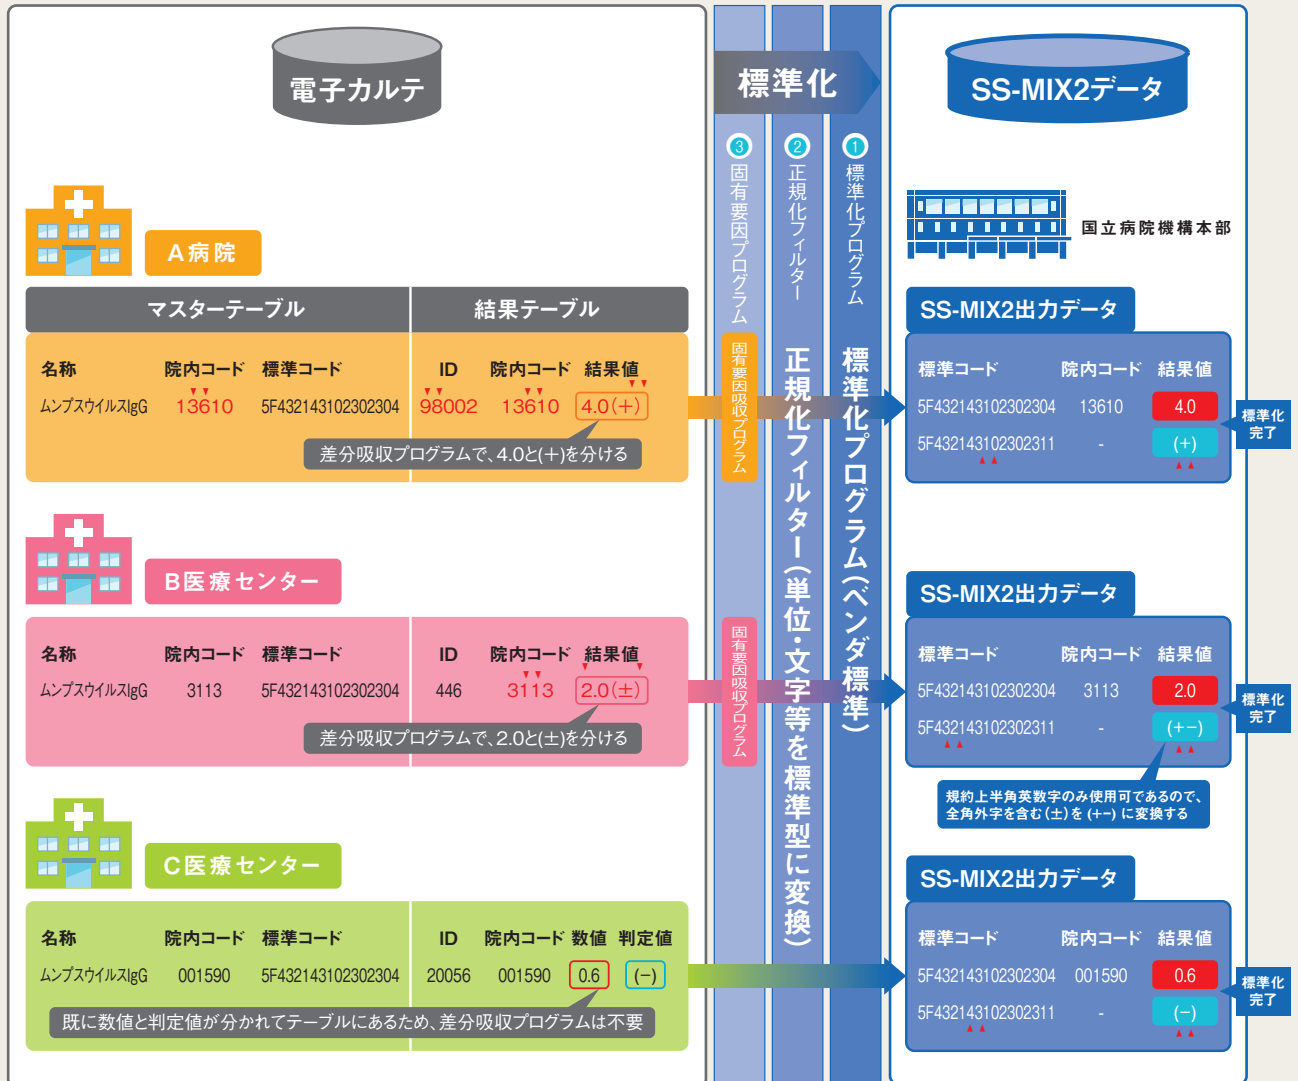 電子カルテ
標準化
SS-MIX2データ
③ 固有要因プログラム
② 正規化フィルター
① 標準化プログラム
国立病院機構本部
正規化フィルター(単位・文字等を標準型に変換)
標準化プログラム(ベンダ標準)
A病院
マスターテーブル 結果テーブル
名称 院内コード 標準コード ID 院内コード 結果値
ムンプスウイルスIgG 13610 5F432143102302304 98002 13610 4.0(+)
差分吸収プログラムで、4.0と(+)を分ける
固有要因吸収プログラム
SS-MIX2出力データ
標準コード 院内コード 結果値
5F432143102302304 13610 4.0
5F432143102302311 - (+)
標準化
完了
B医療センター
名称 院内コード 標準コード ID 院内コード 結果値
ムンプスウイルスIgG 3113 5F432143102302304 446 3113 2.0(±)
差分吸収プログラムで、2.0と(±)を分ける
固有要因吸収プログラム
SS-MIX2出力データ
標準コード 院内コード 結果値
5F432143102302304 3113 2.0
5F432143102302311 - (+−)
標準化
完了
規約上半角英数字のみ使用可であるので、
全角外字を含む(±)を(+−)に変換する
C医療センター
名称 院内コード 標準コード ID 院内コード 数値 判定値
ムンプスウイルスIgG 001590 5F432143102302304 20056 001590 0.6 (−)
既に数値と判定値が分かれてテーブルにあるため、差分吸収プログラムは不要
SS-MIX2出力データ
標準コード 院内コード 結果値
5F432143102302304 001590 0.6
5F432143102302311 - (−)
標準化
完了